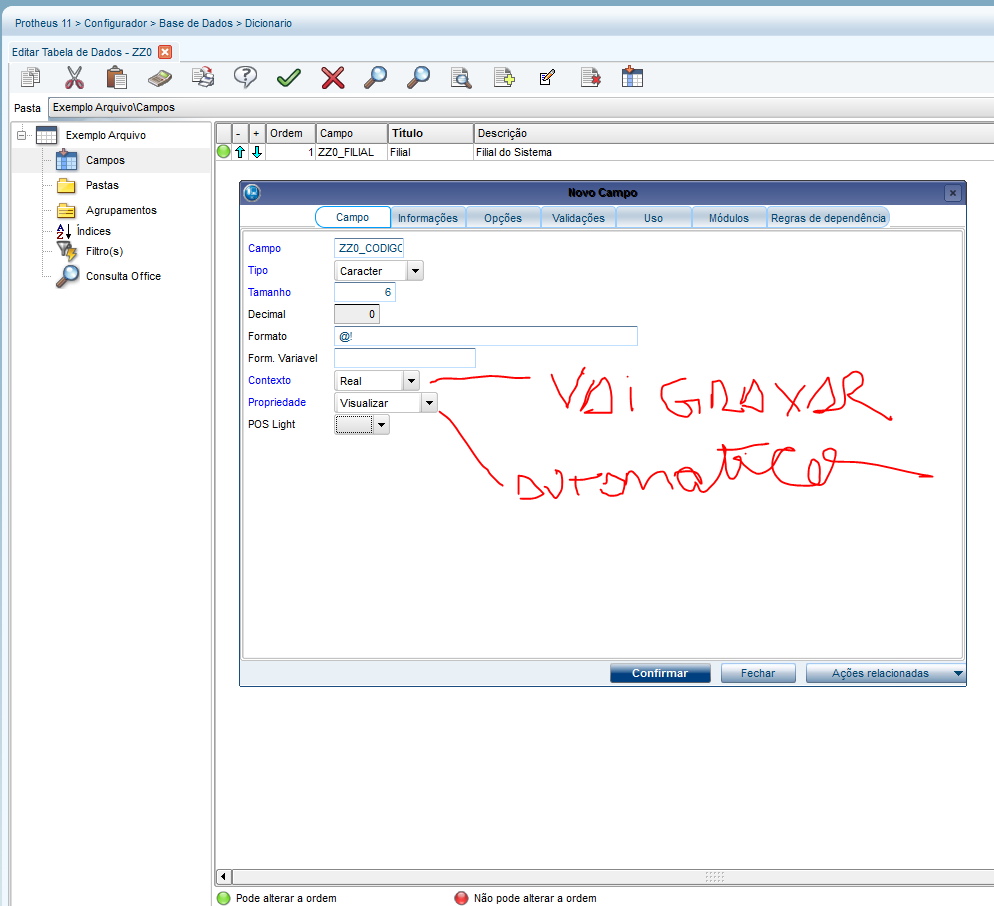 Protheus 11 > Configurador > Base de Dados > Dicionario
Editar Tabela de Dados - ZZ0
Pasta Exemplo Arquivo\Campos
Exemplo Arquivo
Campos
Pastas
Agrupamentos
Índices
Filtro(s)
Consulta Office
- + Ordem Campo Título Descrição
1 ZZ0_FILIAL Filial Filial do Sistema
Novo Campo
Campo Informações Opções Validações Uso Módulos Regras de dependência
Campo ZZ0_CODIGO
Tipo Caracter
Tamanho 6
Decimal 0
Formato @!
Form. Variavel
Contexto Real
VAI GRAVAR
Propriedade Visualizar
AUTOMATICO
POS Light
Confirmar Fechar Ações relacionadas
Pode alterar a ordem Não pode alterar a ordem